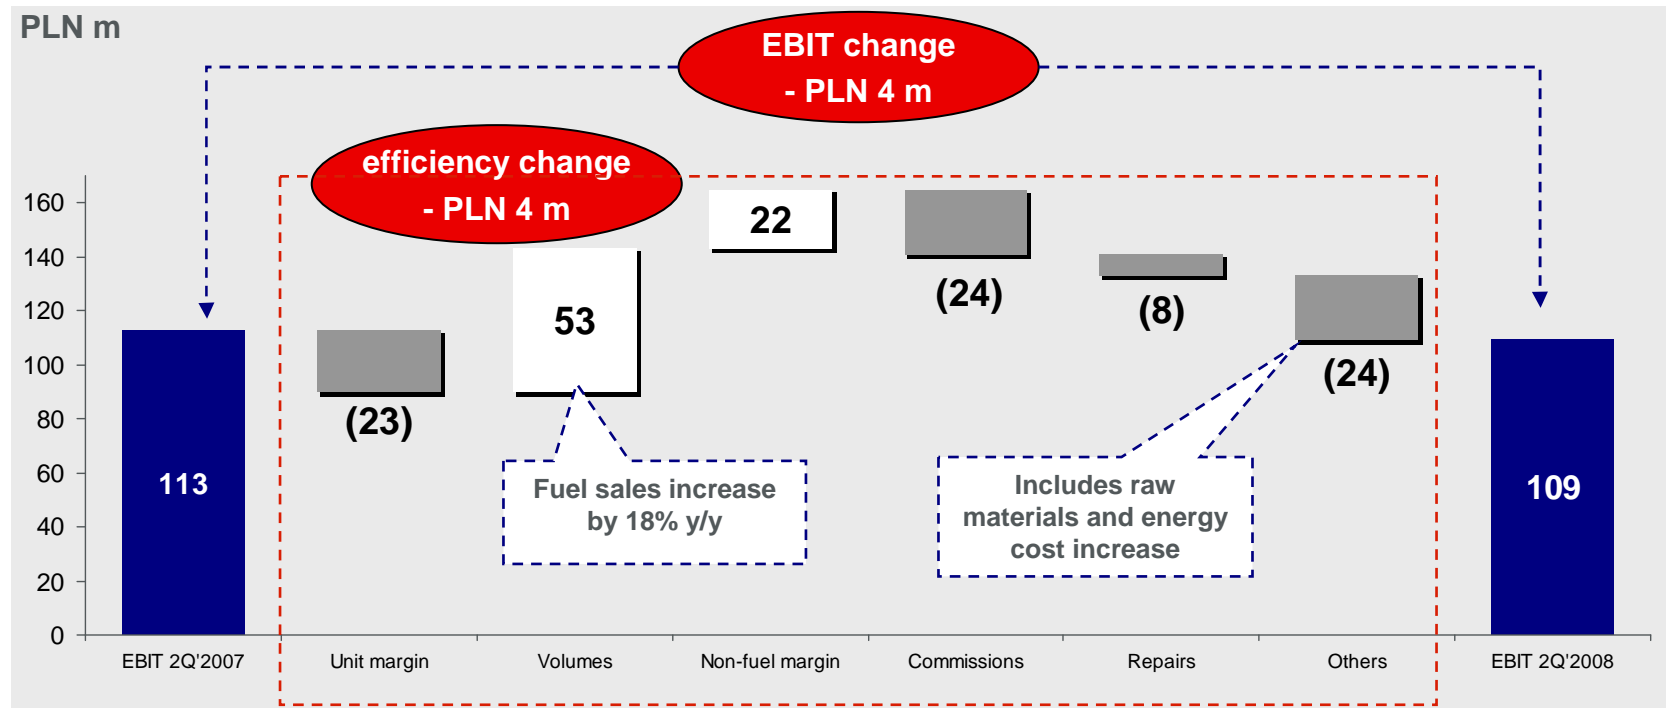 PLN m
EBIT change
- PLN 4 m
efficiency change
- PLN 4 m
160
140
120
100
80
60
40
20
0
113
(23)
53
22
(24)
(8)
(24)
109
Fuel sales increase
by 18% y/y
Includes raw
materials and energy
cost increase
EBIT 2Q'2007
Unit margin
Volumes
Non-fuel margin
Commissions
Repairs
Others
EBIT 2Q'2008